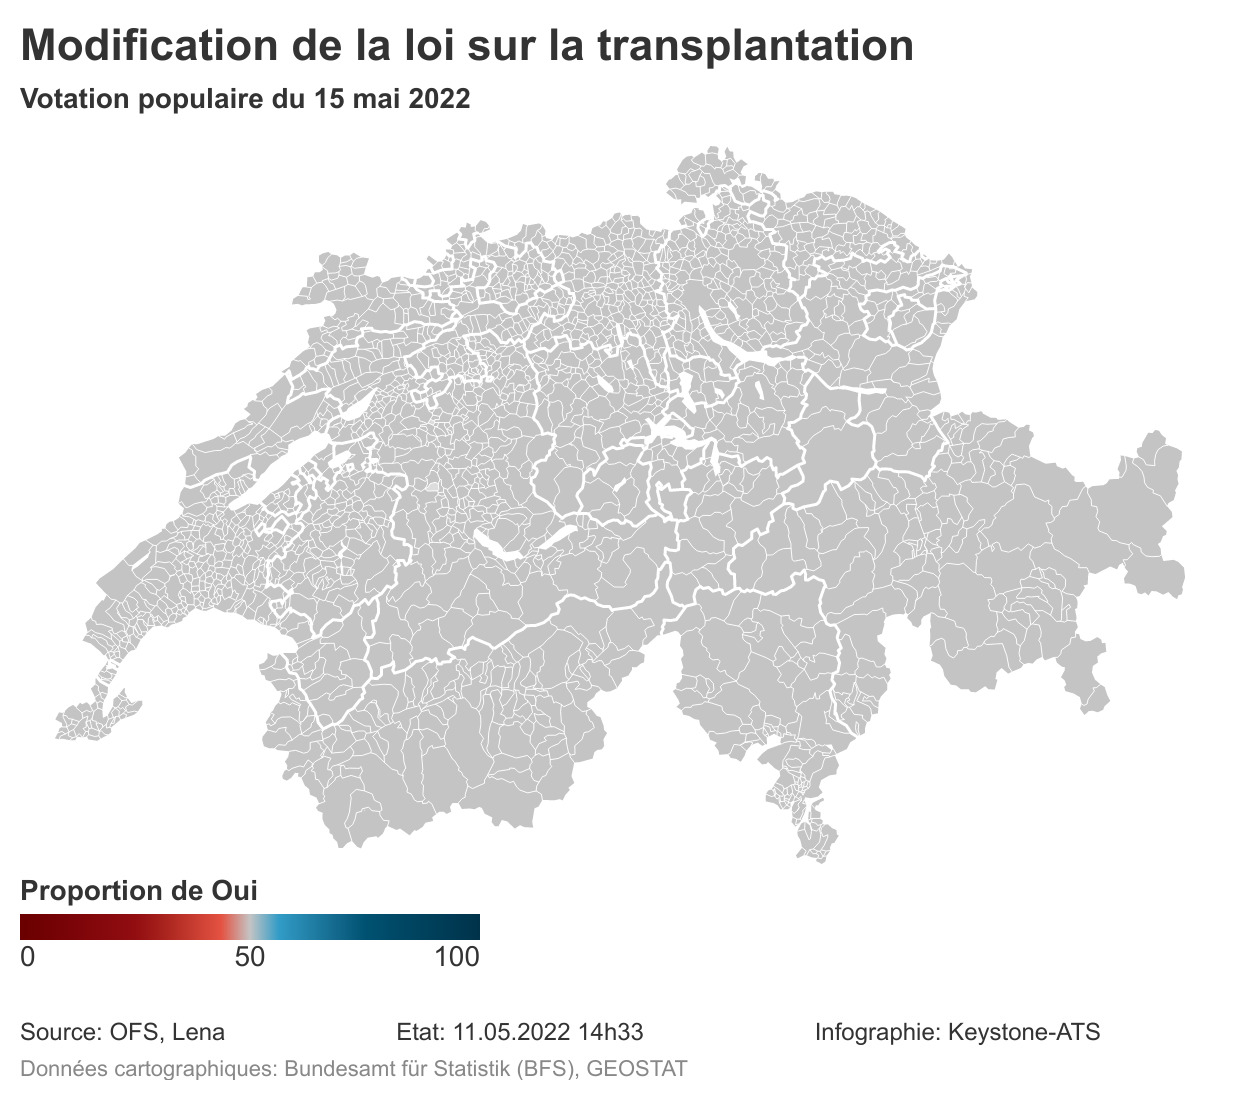 Modification de la loi sur la transplantation
Votation populaire du 15 mai 2022
Proportion de Oui
0 50 100
Source: OFS, Lena Etat: 11.05.2022 14h33 Infographie: Keystone-ATS
Données cartographiques: Bundesamt für Statistik (BFS), GEOSTAT